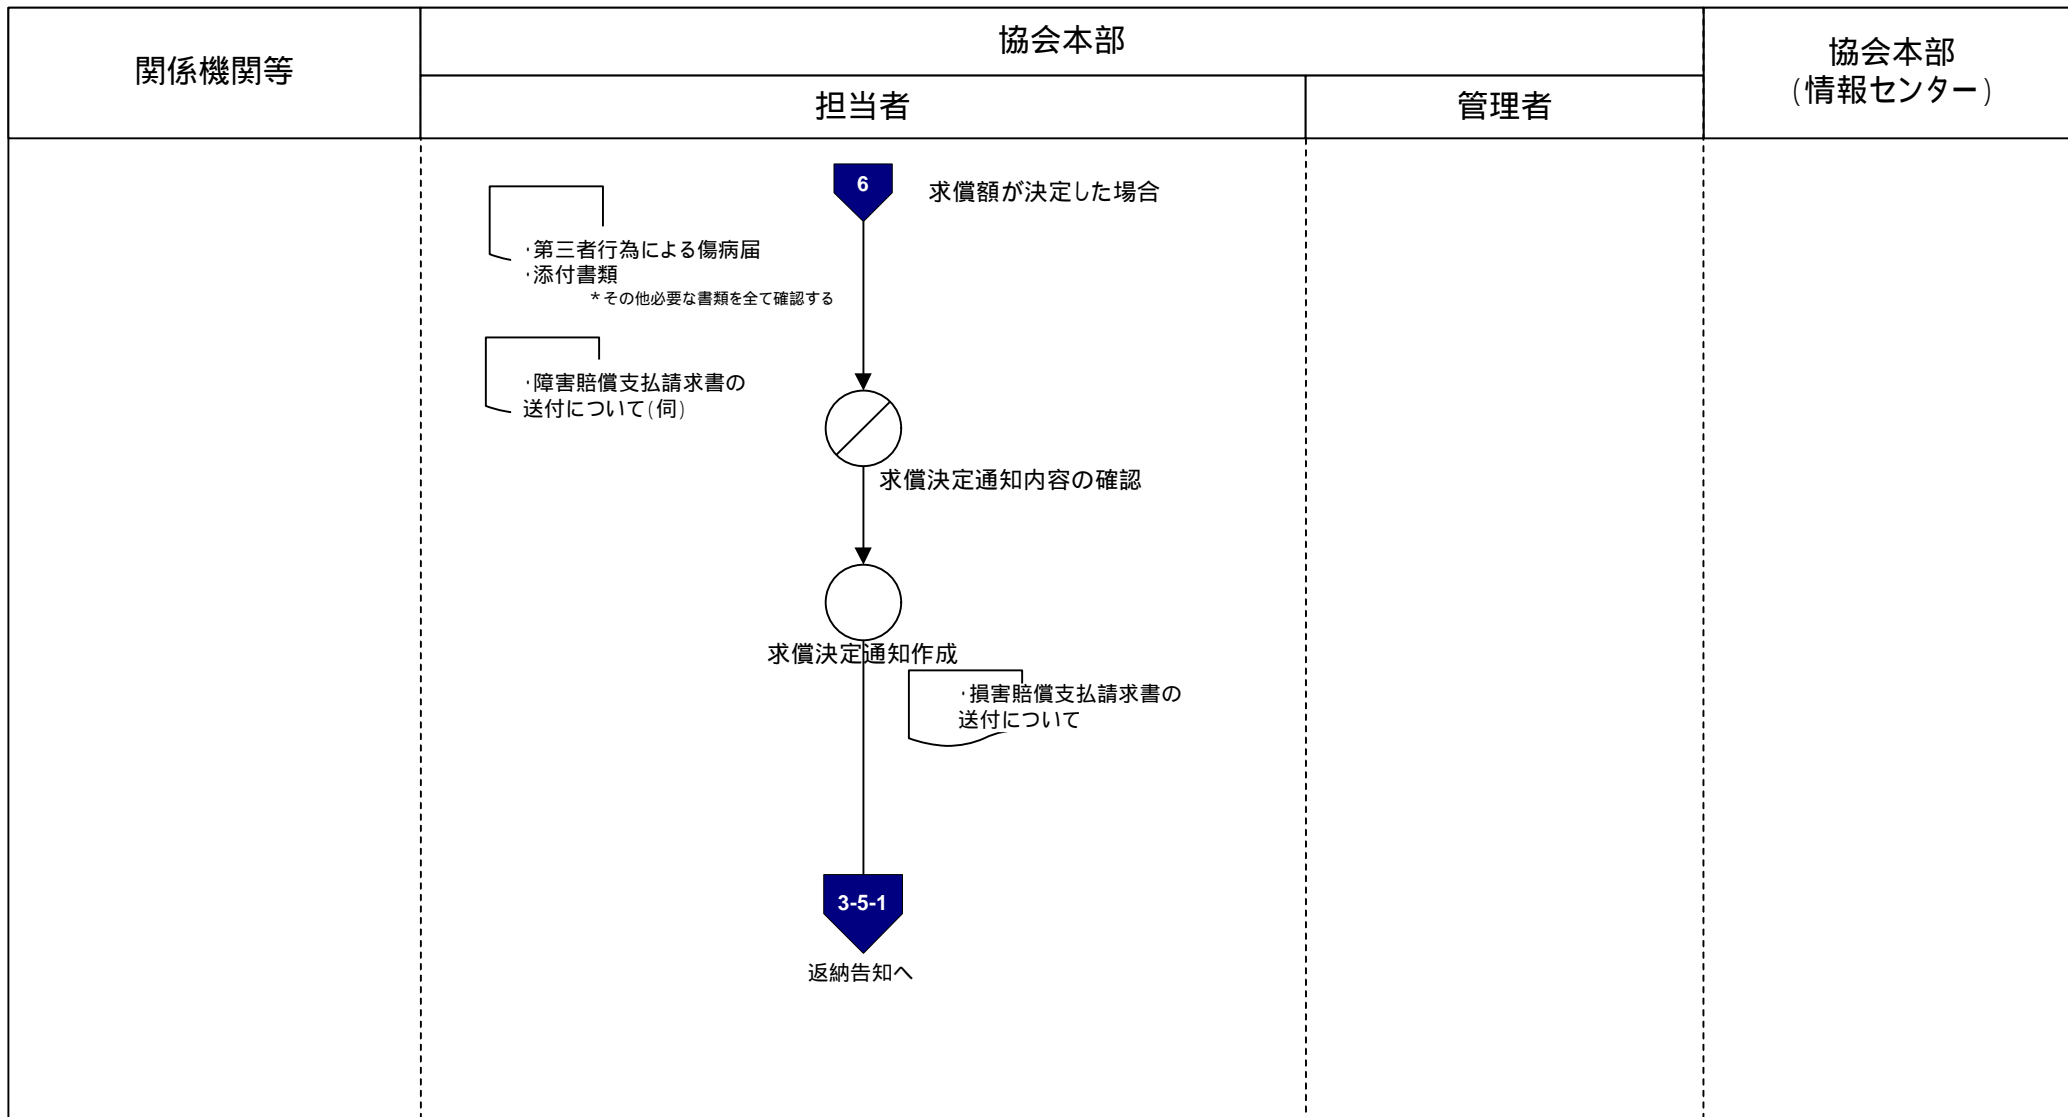 関係機関等
協会本部
担当者
管理者
協会本部
(情報センター)
6
求償額が決定した場合
・第三者行為による傷病届
・添付書類
*その他必要な書類を全て確認する
・障害賠償支払請求書の
送付について(伺)
求償決定通知内容の確認
求償決定通知作成
・損害賠償支払請求書の
送付について
3-5-1
返納告知へ